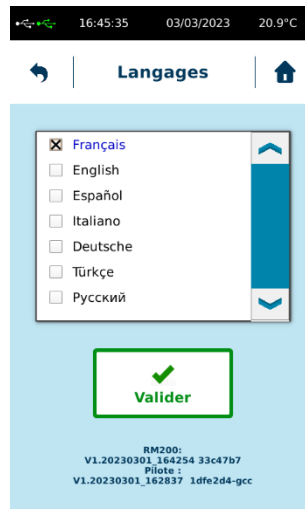 16:45:35 03/03/2023 20.9°C
Langages
Français
English
Español
Italiano
Deutsche
Türkçe
Русский
Valider
RM200:
V1.20230301_164254 33c47b7
Pilote :
V1.20230301_162837 1dfe2d4-gcc